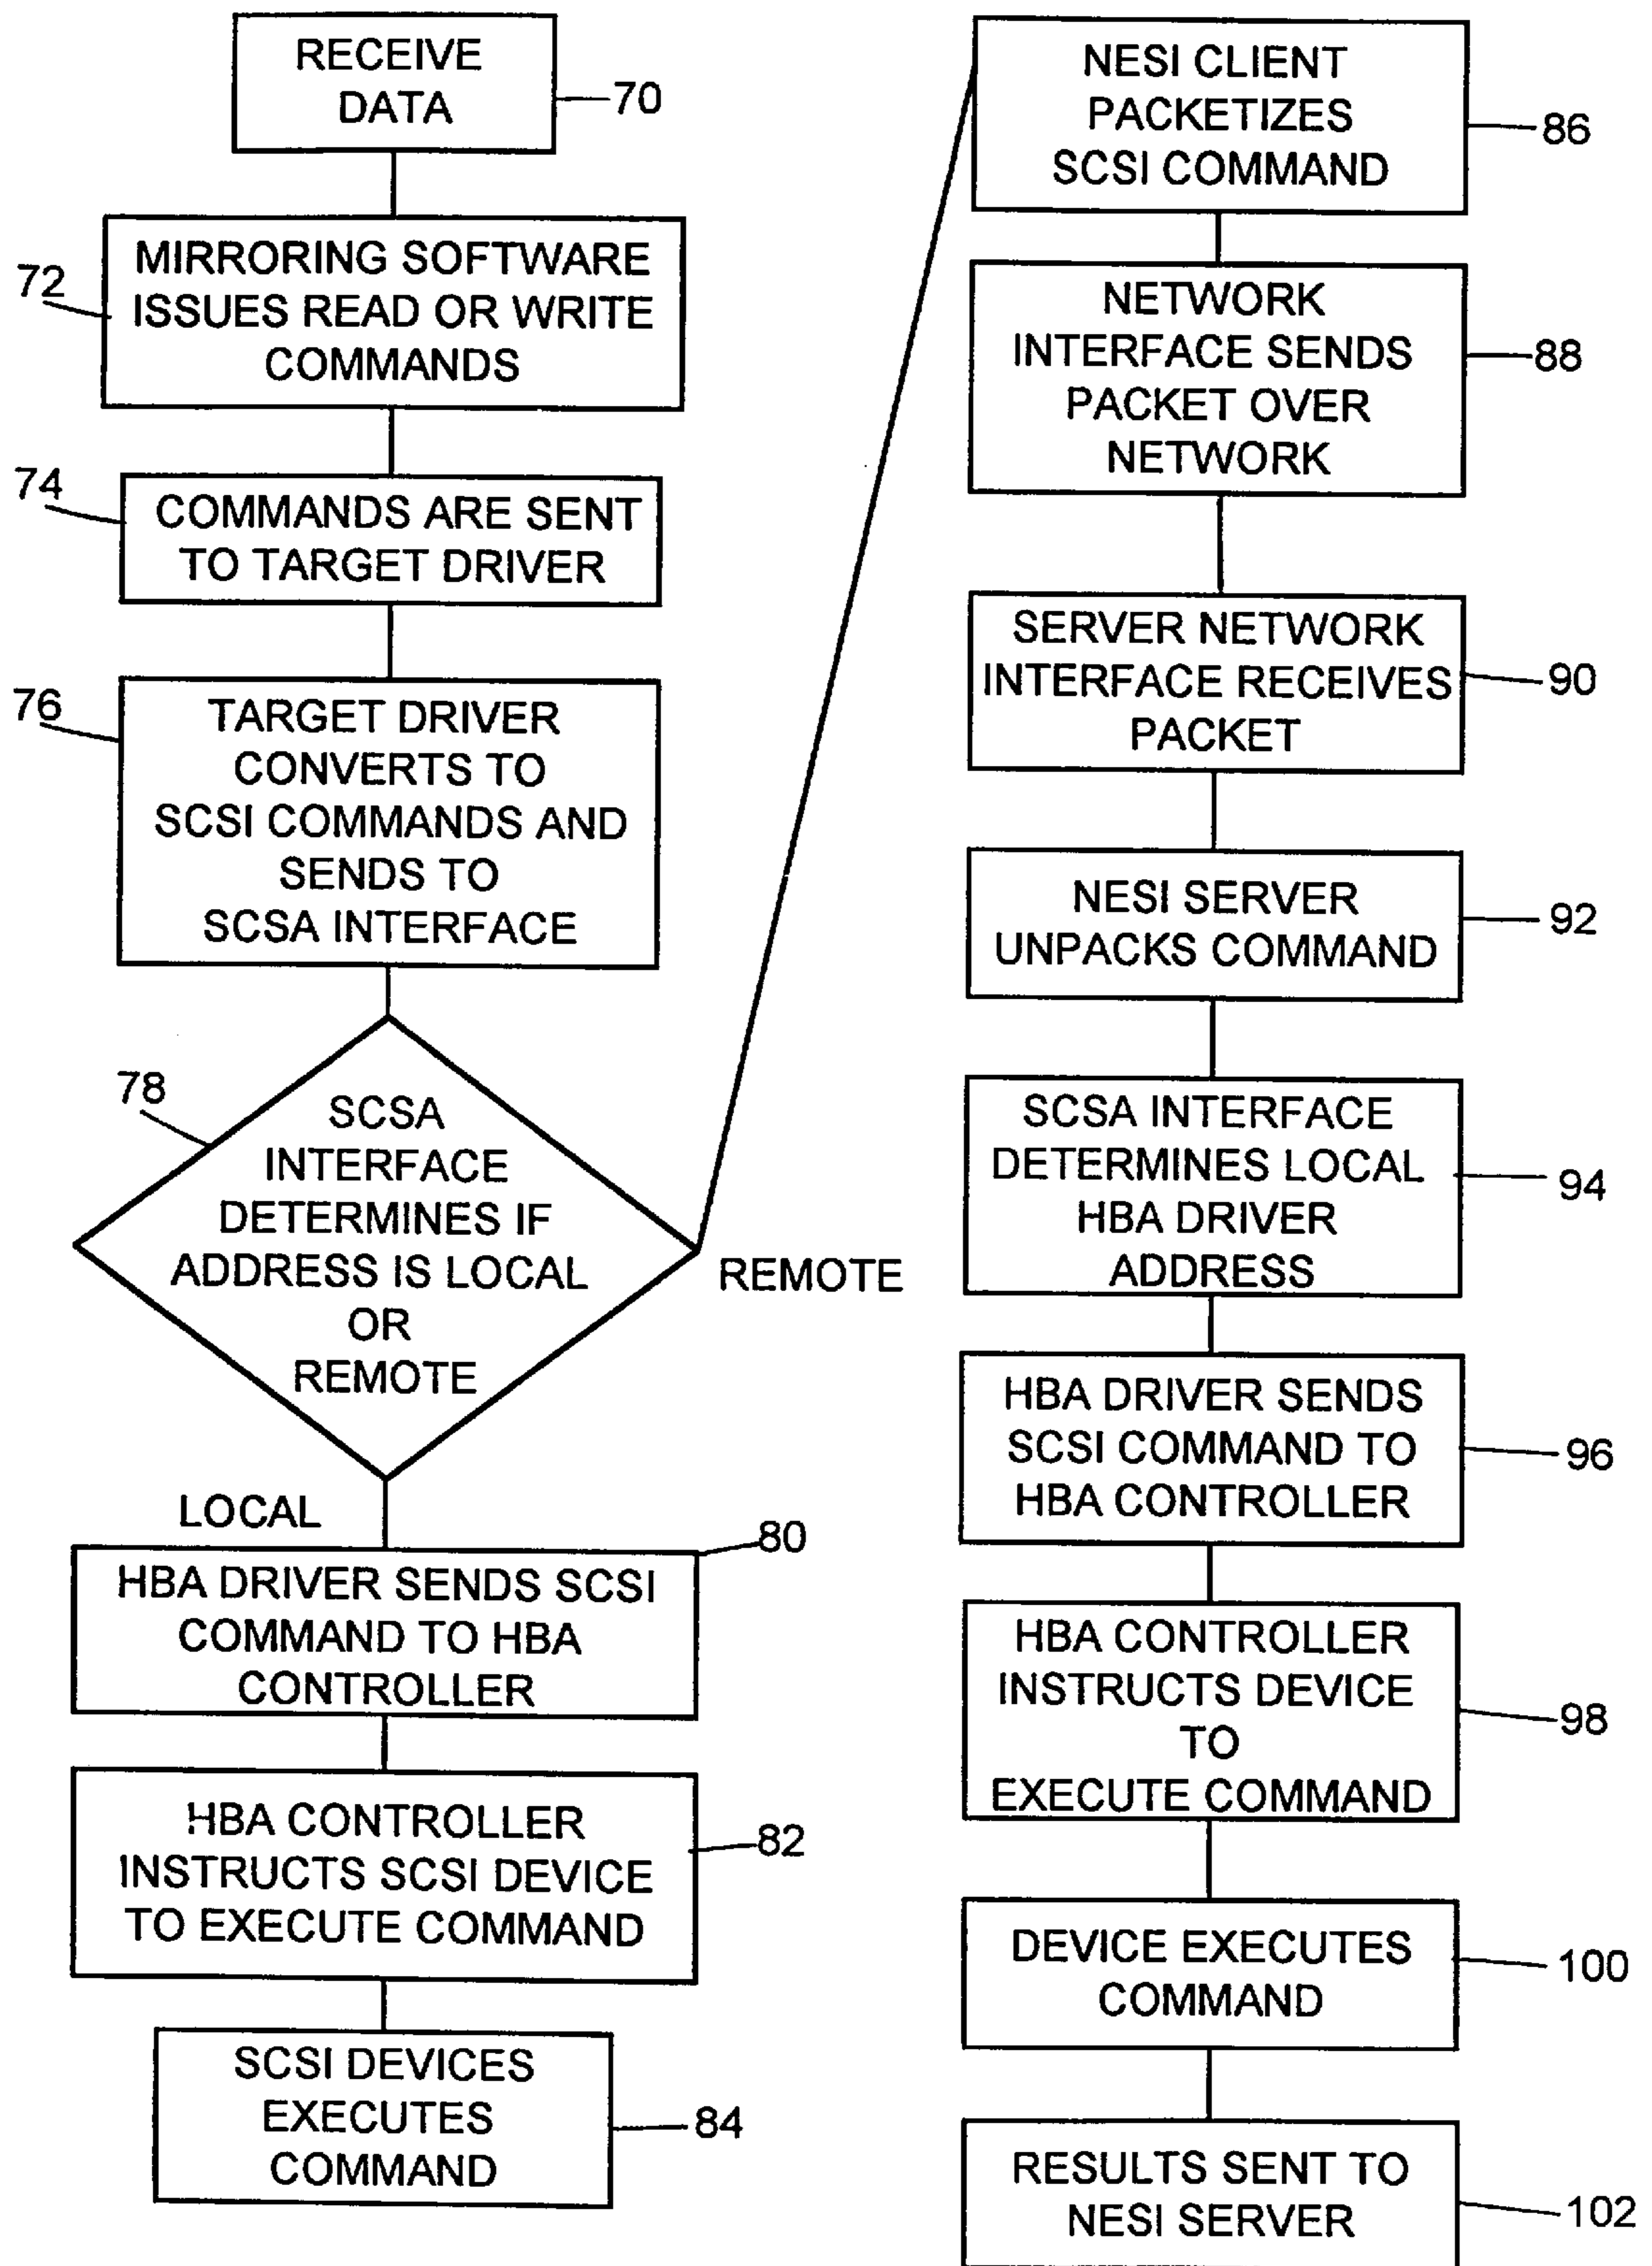 RECEIVE
DATA
70
MIRRORING SOFTWARE
ISSUES READ OR WRITE
COMMANDS
72
COMMANDS ARE SENT
TO TARGET DRIVER
74
TARGET DRIVER
CONVERTS TO
SCSI COMMANDS AND
SENDS TO
SCSA INTERFACE
76
SCSA
INTERFACE
DETERMINES IF
ADDRESS IS LOCAL
OR
REMOTE
78
REMOTE
LOCAL
HBA DRIVER SENDS SCSI
COMMAND TO HBA
CONTROLLER
80
HBA CONTROLLER
INSTRUCTS SCSI DEVICE
TO EXECUTE COMMAND
82
SCSI DEVICES
EXECUTES
COMMAND
84
NESI CLIENT
PACKETIZES
SCSI COMMAND
86
NETWORK
INTERFACE SENDS
PACKET OVER
NETWORK
88
SERVER NETWORK
INTERFACE RECEIVES
PACKET
90
NESI SERVER
UNPACKS COMMAND
92
SCSA INTERFACE
DETERMINES LOCAL
HBA DRIVER
ADDRESS
94
HBA DRIVER SENDS
SCSI COMMAND TO
HBA CONTROLLER
96
HBA CONTROLLER
INSTRUCTS DEVICE
TO
EXECUTE COMMAND
98
DEVICE EXECUTES
COMMAND
100
RESULTS SENT TO
NESI SERVER
102